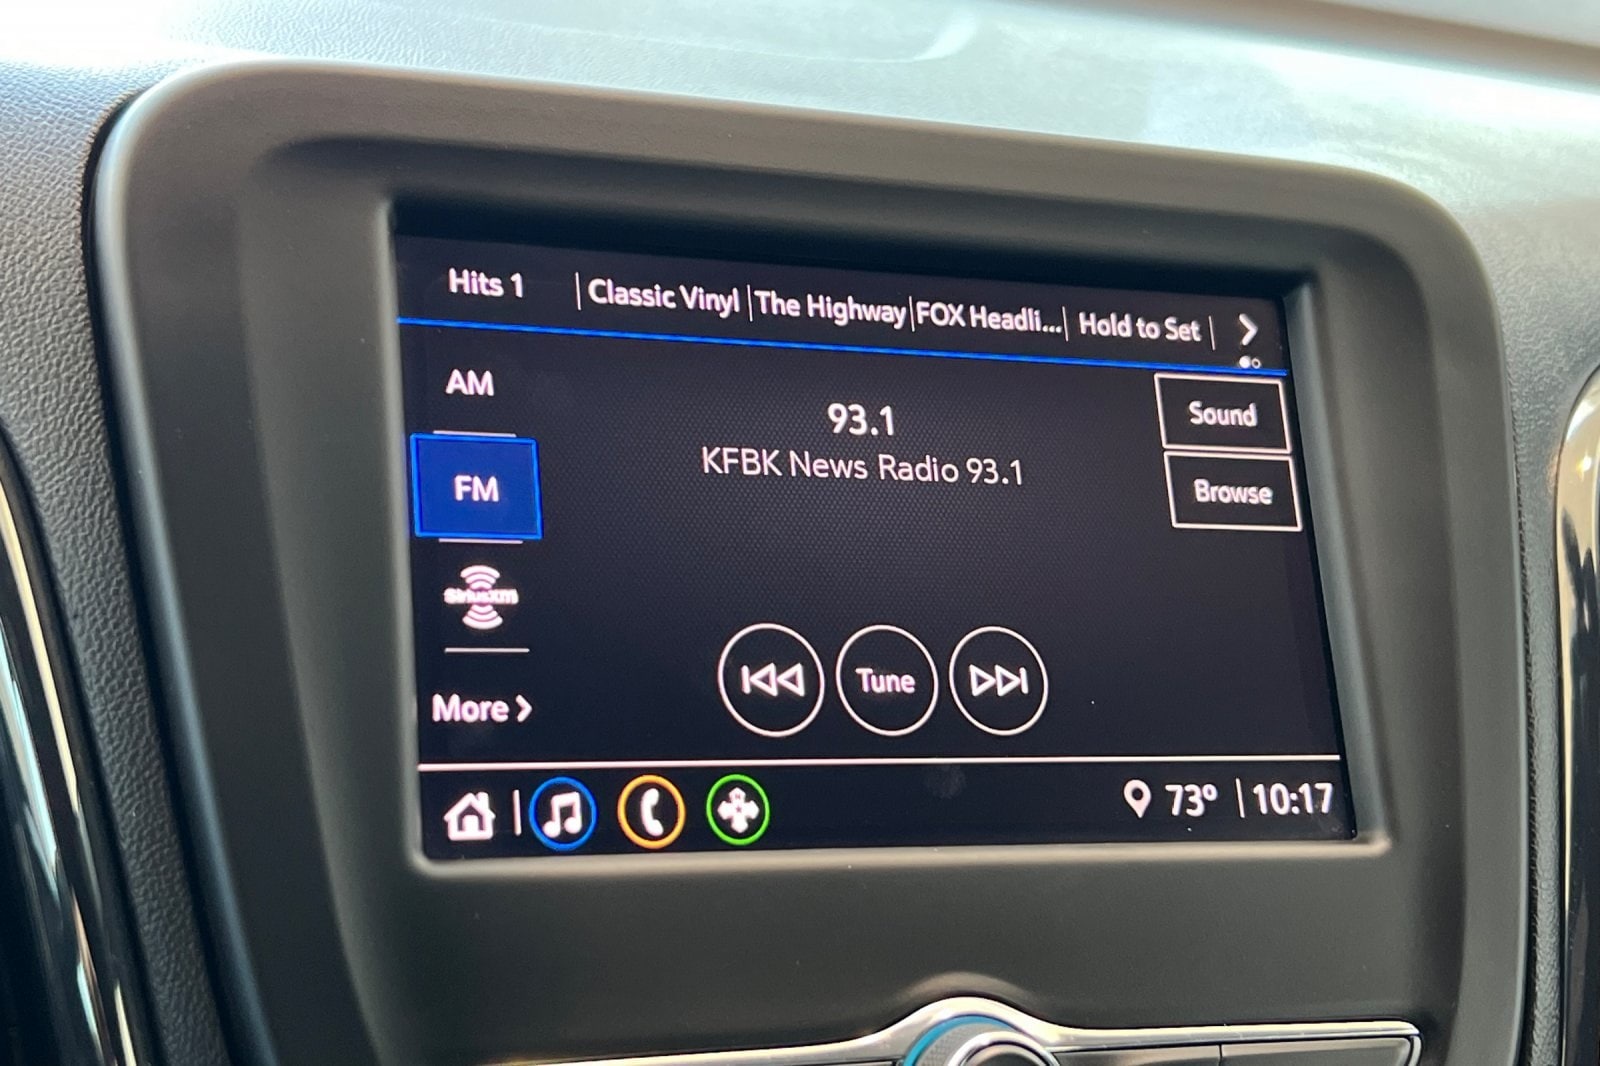 Hits 1
Classic Vinyl
The Highway
FOX Headli...
Hold to Set
AM
93.1
Sound
KFBK News Radio 93.1
FM
Browse
SiriusXM
Tune
More
73°
10:17